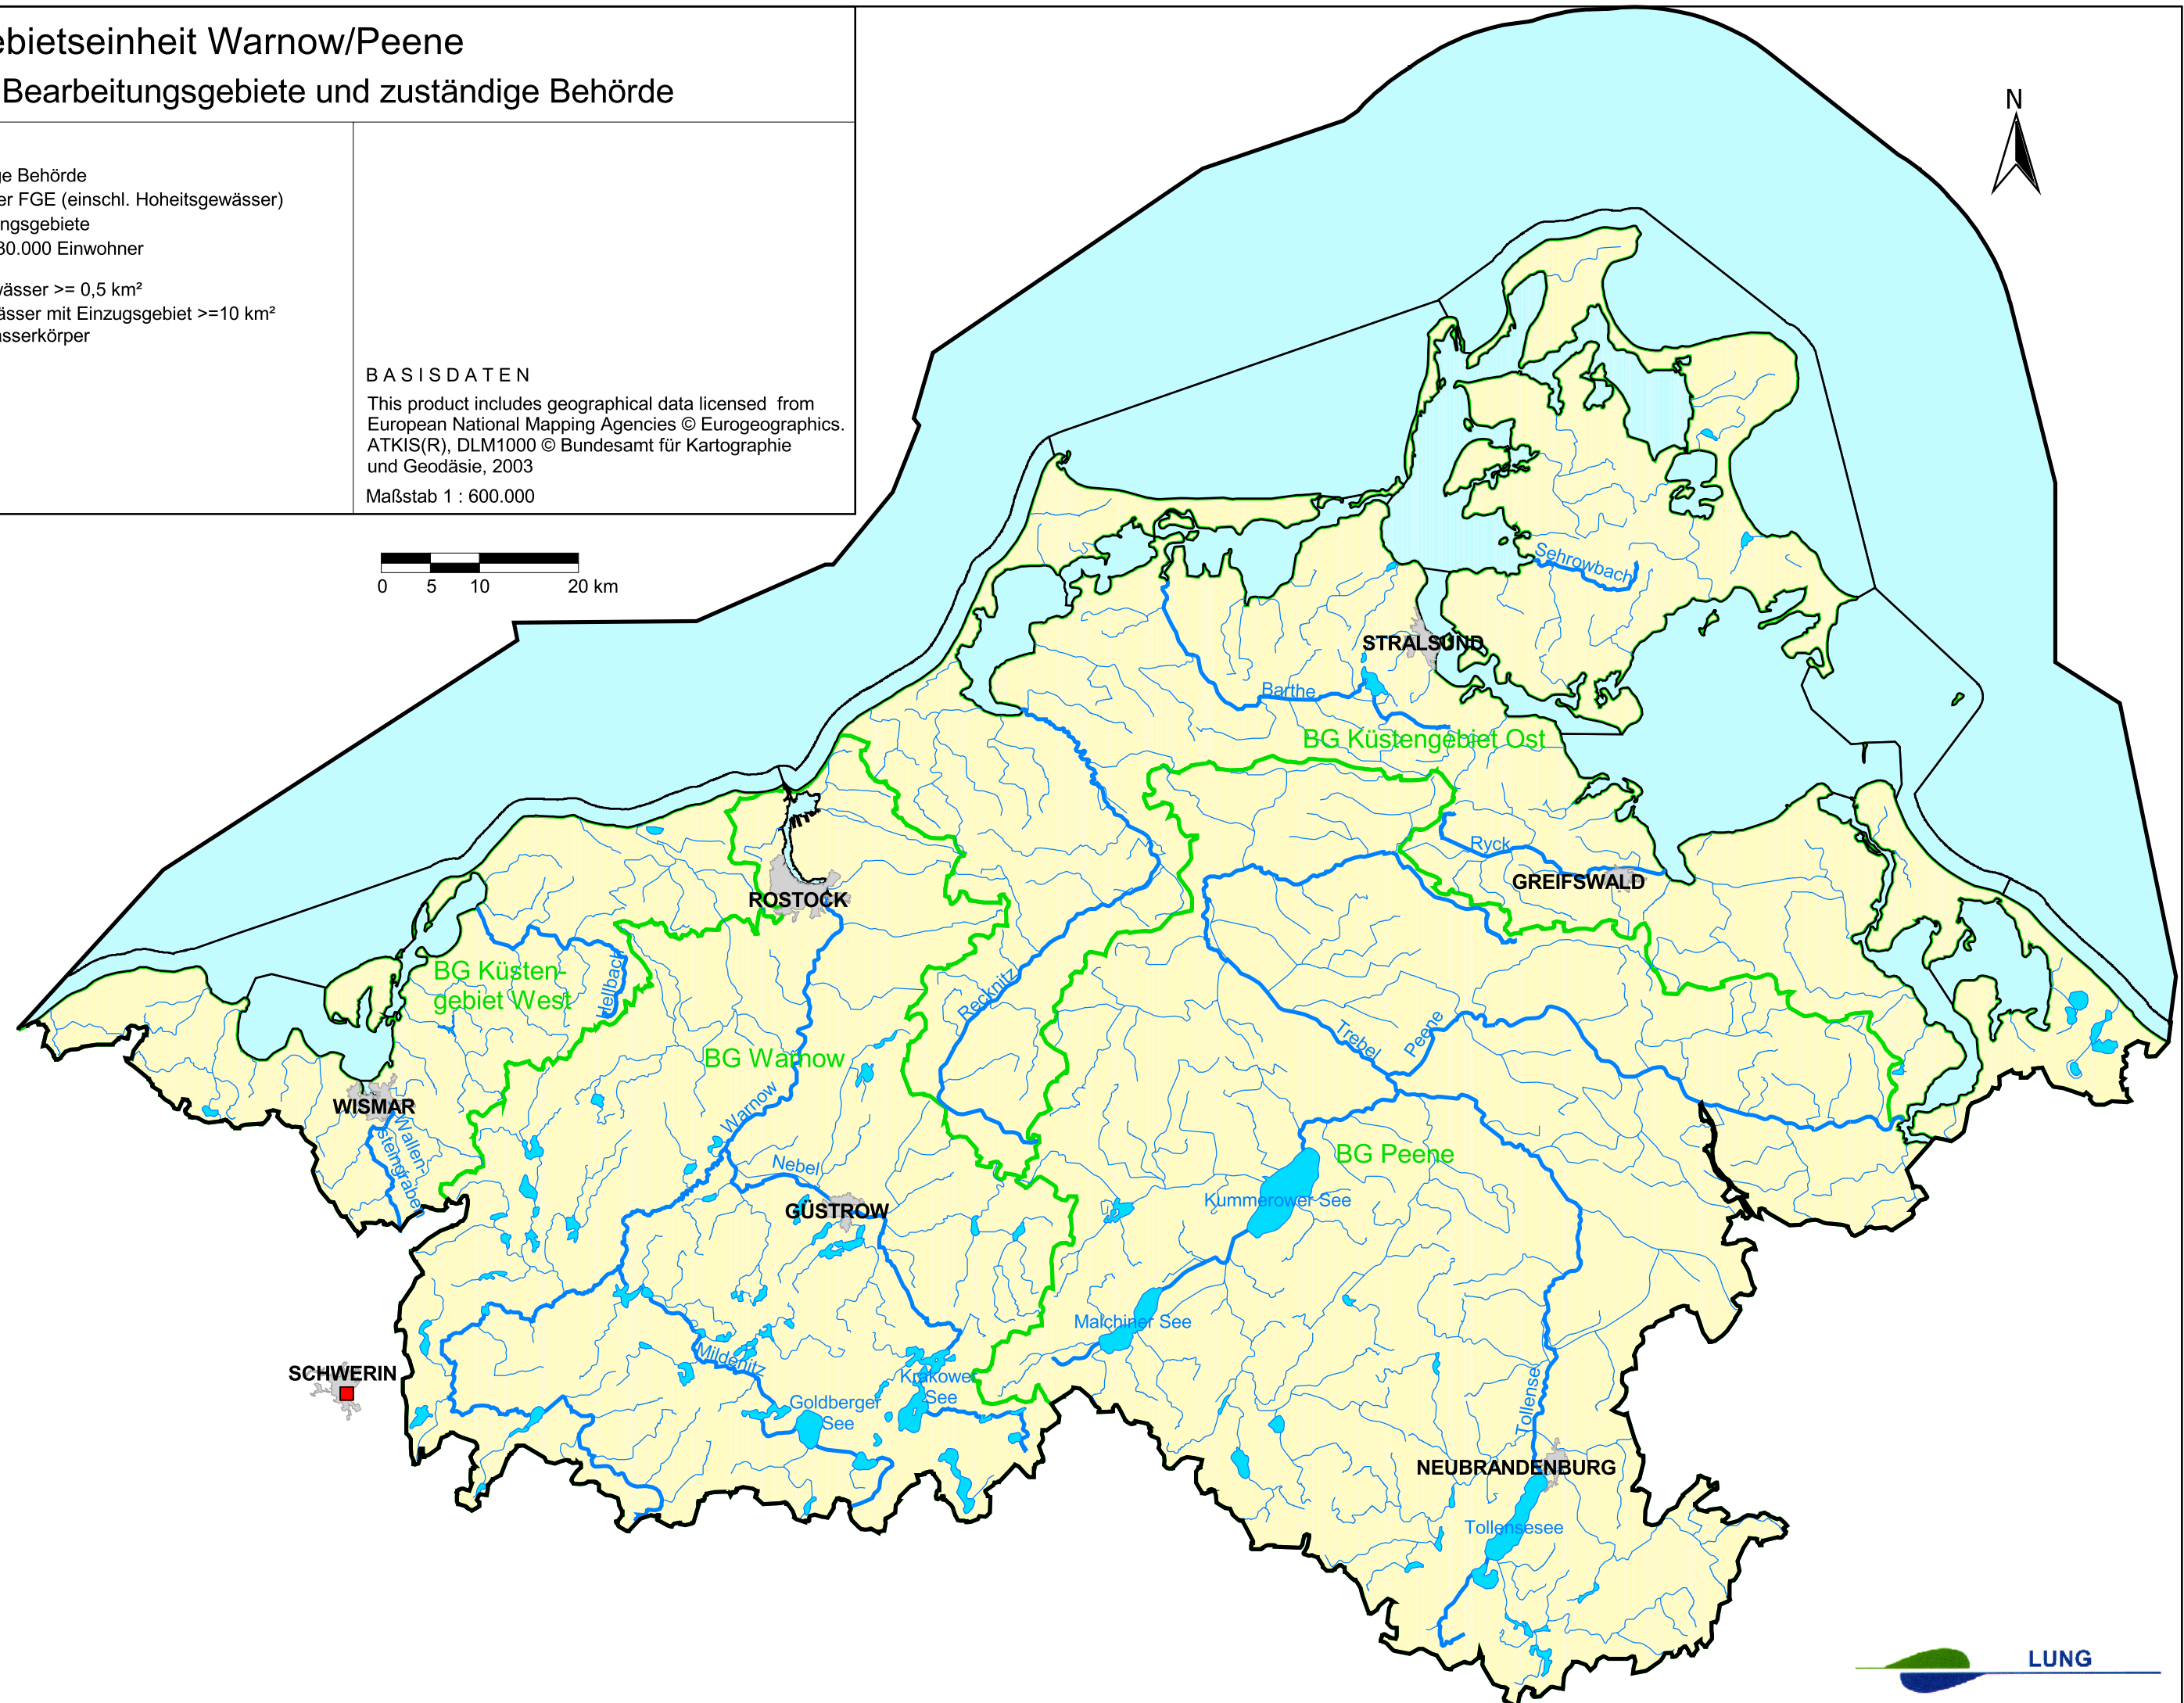 ebietseinheit Warnow/Peene
Bearbeitungsgebiete und zuständige Behörde
ge Behörde
er FGE (einschl. Hoheitsgewässer)
ngsgebiete
30.000 Einwohner
wässer >= 0,5 km²
ässer mit Einzugsgebiet >=10 km²
asserkörper
BASISDATEN
This product includes geographical data licensed from
European National Mapping Agencies © Eurogeographics.
ATKIS(R), DLM1000 © Bundesamt für Kartographie
und Geodäsie, 2003
Maßstab 1 : 600.000
0 5 10 20 km
N
Sehrowbach
STRALSUND
Barthe
BG Küstengebiet Ost
Ryck
GREIFSWALD
ROSTOCK
BG Küsten-
gebiet West
Hellbach
Recknitz
BG Warnow
Trebel
Peene
WISMAR
Wallen-
steingraben
Warnow
Nebel
BG Peene
Kummerower See
GÜSTROW
Malchiner See
SCHWERIN
Mildenitz
Krakower
See
Goldberger
See
Tollense
NEUBRANDENBURG
Tollensesee
LUNG